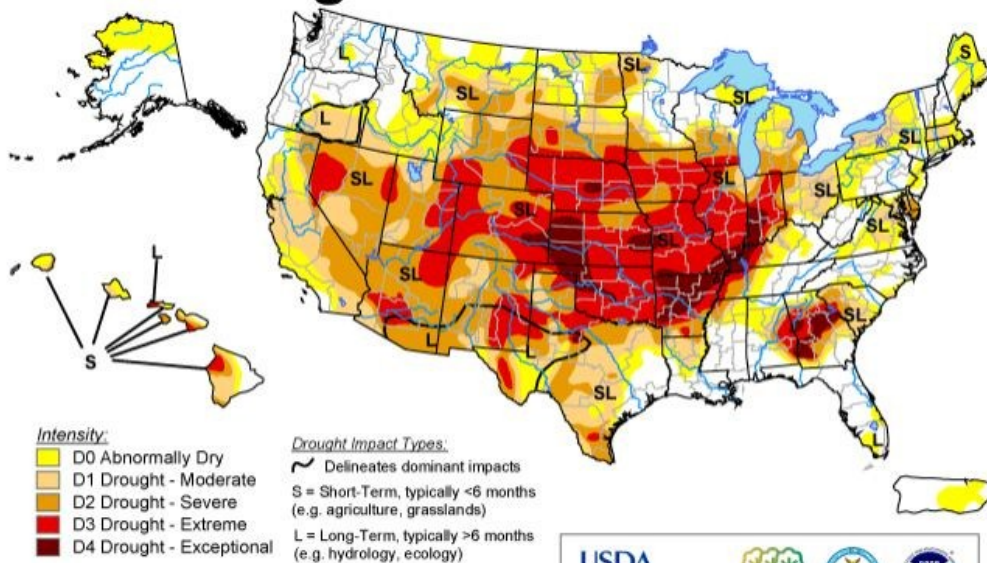 L
SL
SL
S
SL
L
SL
SL
SL
SL
SL
SL
SL
SL
L
SL
L
L
SL
SL
L
S
Intensity:
D0 Abnormally Dry
D1 Drought - Moderate
D2 Drought - Severe
D3 Drought - Extreme
D4 Drought - Exceptional
Drought Impact Types:
Delineates dominant impacts
S = Short-Term, typically <6 months
(e.g. agriculture, grasslands)
L = Long-Term, typically >6 months
(e.g. hydrology, ecology)
USDA